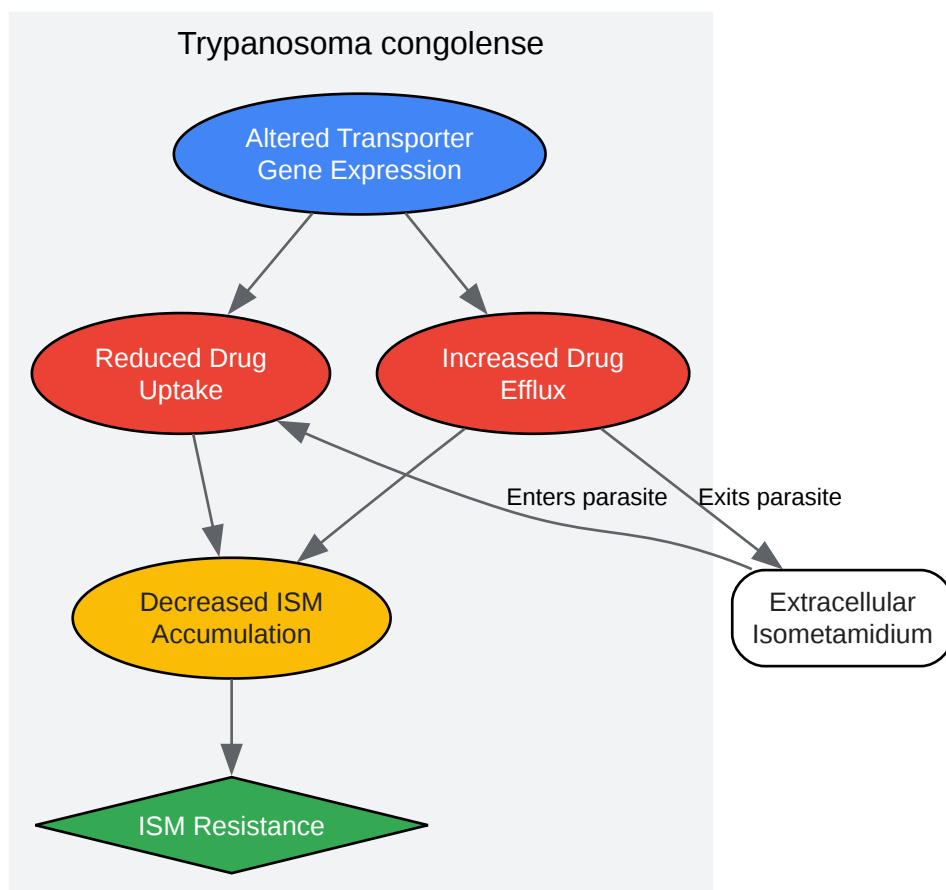 Trypanosoma congolense
Altered Transporter
Gene Expression
Reduced Drug
Uptake
Increased Drug
Efflux
Enters parasite
Exits parasite
Decreased ISM
Accumulation
Extracellular
Isometamidium
ISM Resistance